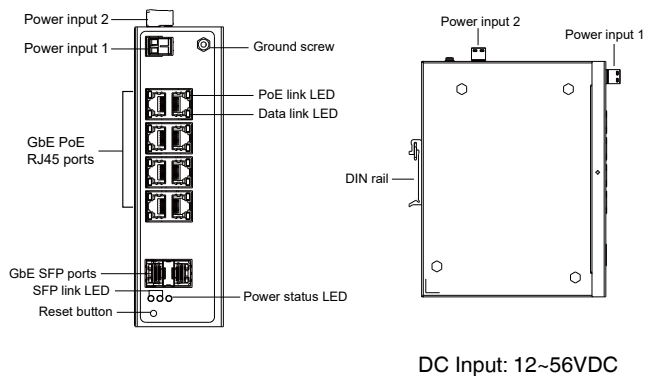 Power input 2
Power input 1
Ground screw
PoE link LED
Data link LED
GbE PoE
RJ45 ports
GbE SFP ports
SFP link LED
Power status LED
Reset button
Power input 2
Power input 1
DIN rail
DC Input: 12~56VDC